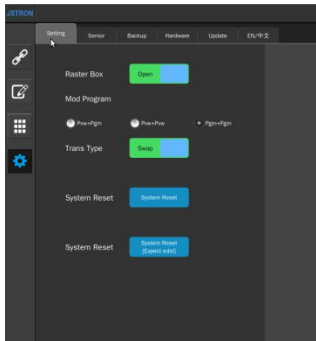 JSTRON
Setting Sensor Backup Hardware Update EN/中文
Raster Box Open
Mod Program
Pvw+Pgm Pvw+Pvw Pgm+Pgm
Trans Type Swap
System Reset System Reset
System Reset System Reset
[Expect edid]